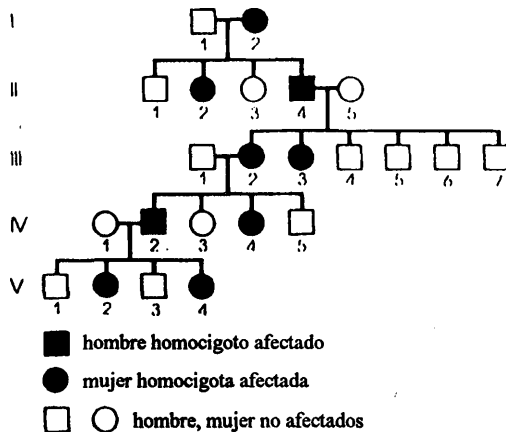 I
1 2
II
1 2 3 4 5
III
1 2 3 4 5 6 7
IV
1 2 3 4 5
V
1 2 3 4
hombre homocigoto afectado
mujer homocigota afectada
hombre, mujer no afectados